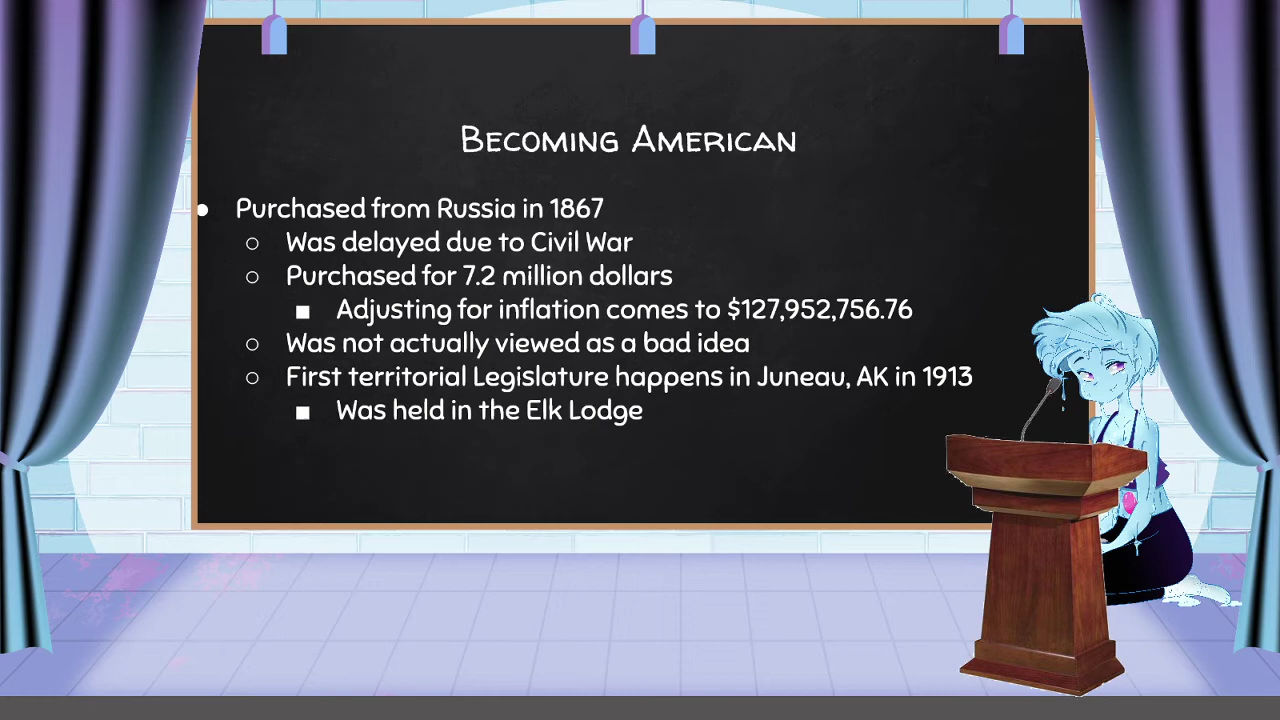 Becoming American
● Purchased from Russia in 1867
○ Was delayed due to Civil War
○ Purchased for 7.2 million dollars
■ Adjusting for inflation comes to $127,952,756.76
○ Was not actually viewed as a bad idea
○ First territorial Legislature happens in Juneau, AK in 1913
■ Was held in the Elk Lodge